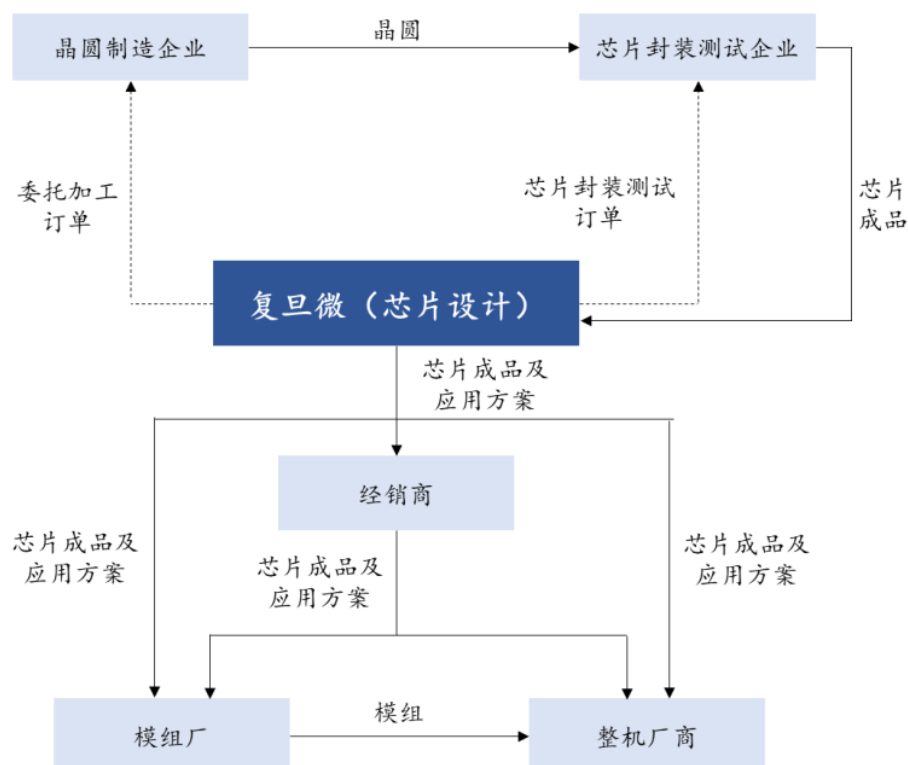 晶圆制造企业
晶圆
芯片封装测试企业
委托加工
订单
芯片封装测试
订单
芯片
成品
复旦微（芯片设计）
芯片成品及
应用方案
经销商
芯片成品及
应用方案
芯片成品及
应用方案
芯片成品及
应用方案
模组厂
模组
整机厂商